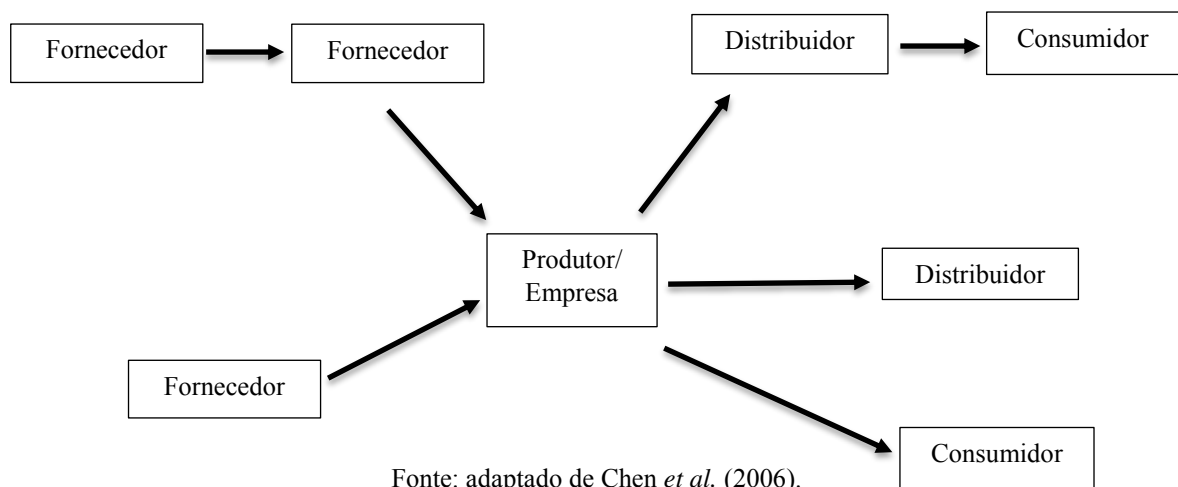 Fornecedor
Fornecedor
Distribuidor
Consumidor
Produtor/
Empresa
Distribuidor
Fornecedor
Consumidor
Fonte: adaptado de Chen et al. (2006).